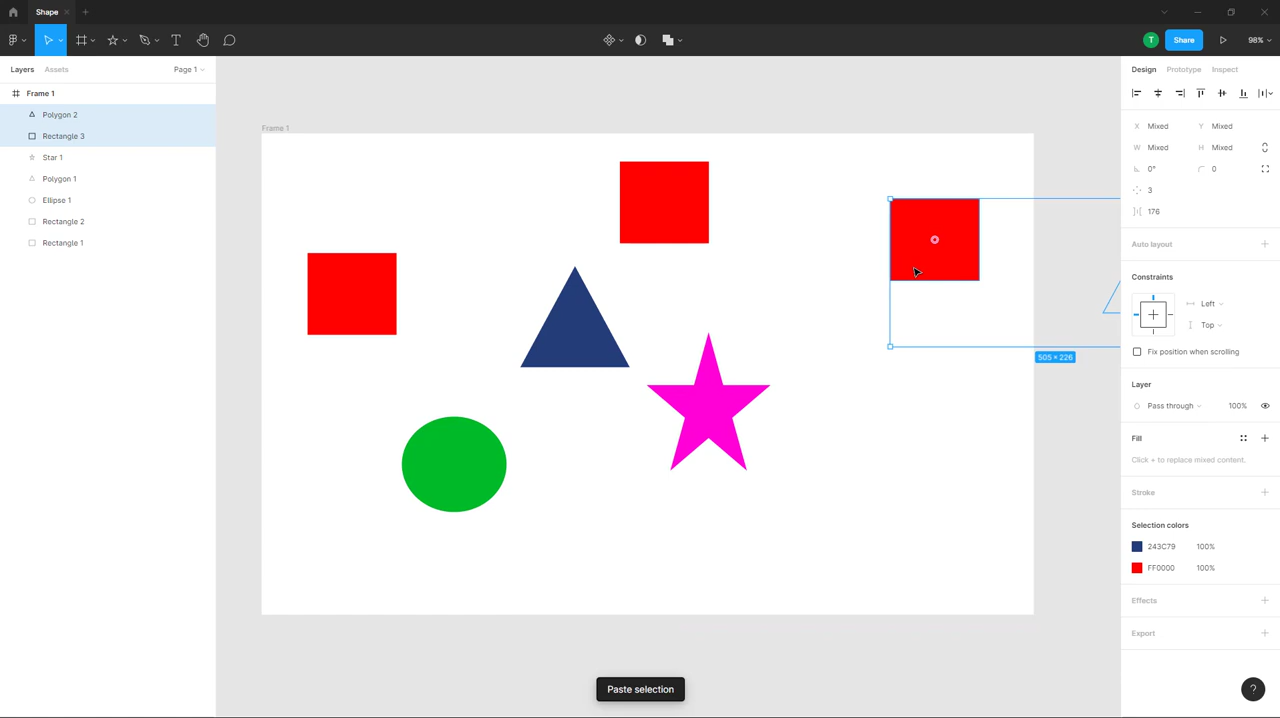 Shape
Share
98%
Layers
Assets
Page 1
Frame 1
Polygon 2
Rectangle 3
Star 1
Polygon 1
Ellipse 1
Rectangle 2
Rectangle 1
Frame 1
505 × 226
Paste selection
T
Design
Prototype
Inspect
X Mixed
Y Mixed
W Mixed
H Mixed
0°
0
3
176
Auto layout
Constraints
Left
Top
Fix position when scrolling
Layer
Pass through
100%
Fill
Click + to replace mixed content.
Stroke
Selection colors
243C79 100%
FF0000 100%
Effects
Export
?